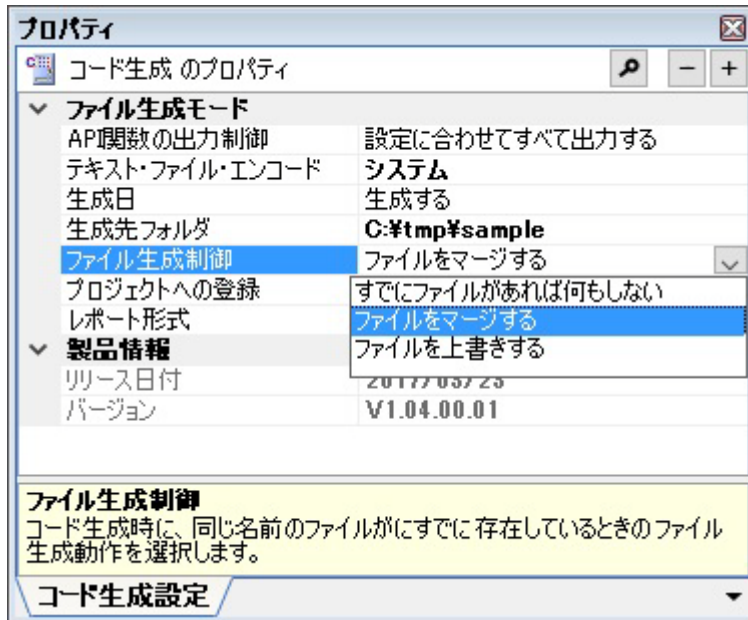 プロパティ
コード生成 のプロパティ
ファイル生成モード
API関数の出力制御 設定に合わせてすべて出力する
テキスト・ファイル・エンコード システム
生成日 生成する
生成先フォルダ C:¥tmp¥sample
ファイル生成制御 ファイルをマージする
プロジェクトへの登録 すでにファイルがあれば何もしない
レポート形式 ファイルをマージする
製品情報 ファイルを上書きする
リリース日付 2017/03/23
バージョン V1.04.00.01
ファイル生成制御
コード生成時に、同じ名前のファイルがにすでに存在しているときのファイル
生成動作を選択します。
コード生成設定